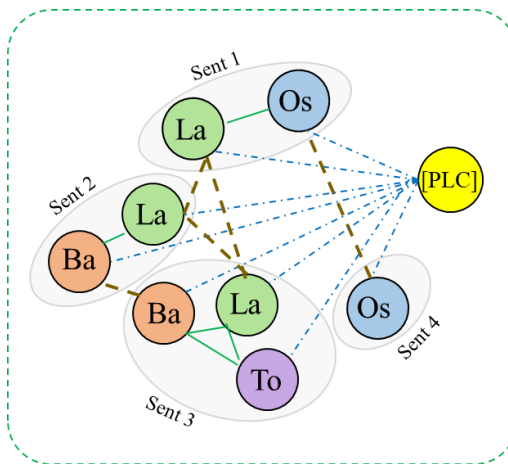 Sent 1
La
Os
[PLC]
Sent 2
La
Ba
Ba
La
Os
To
Sent 3
Sent 4